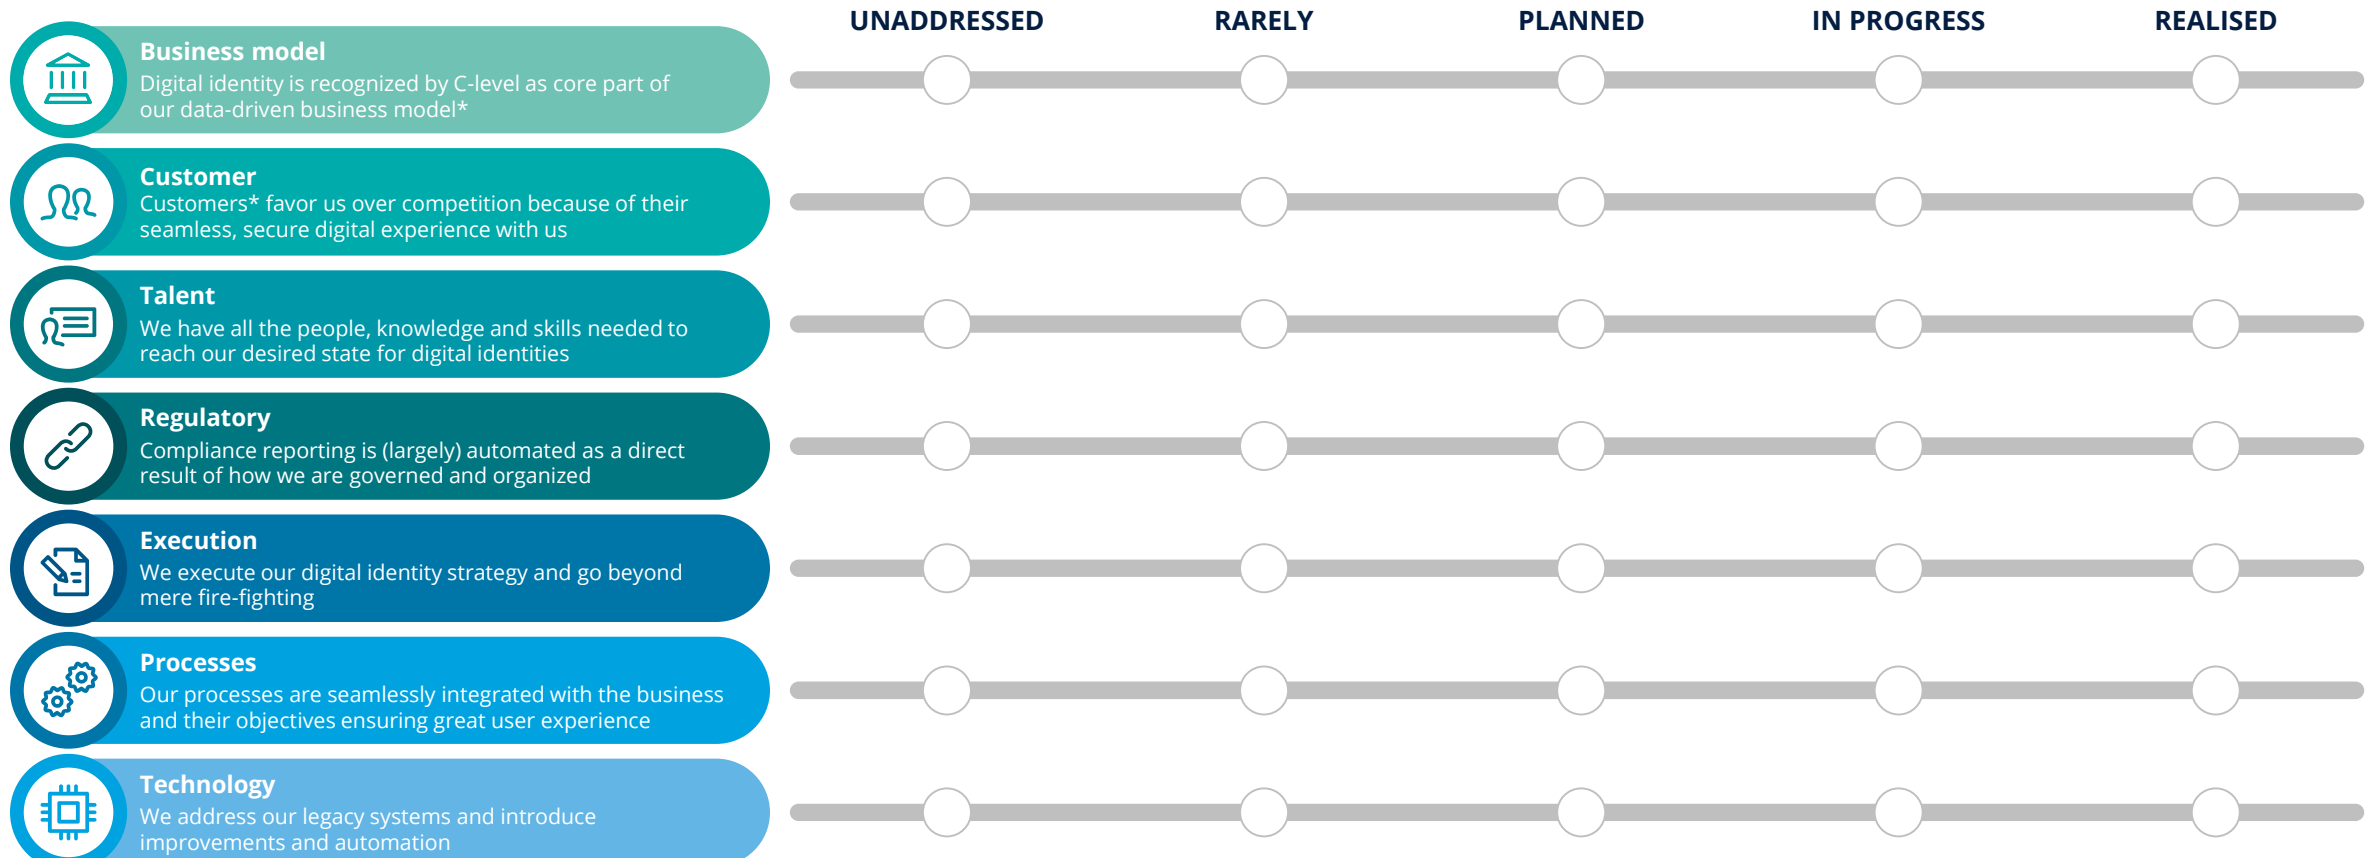 UNADDRESSED RARELY PLANNED IN PROGRESS REALISED
Business model
Digital identity is recognized by C-level as core part of
our data-driven business model*
Customer
Customers* favor us over competition because of their
seamless, secure digital experience with us
Talent
We have all the people, knowledge and skills needed to
reach our desired state for digital identities
Regulatory
Compliance reporting is (largely) automated as a direct
result of how we are governed and organized
Execution
We execute our digital identity strategy and go beyond
mere fire-fighting
Processes
Our processes are seamlessly integrated with the business
and their objectives ensuring great user experience
Technology
We address our legacy systems and introduce
improvements and automation